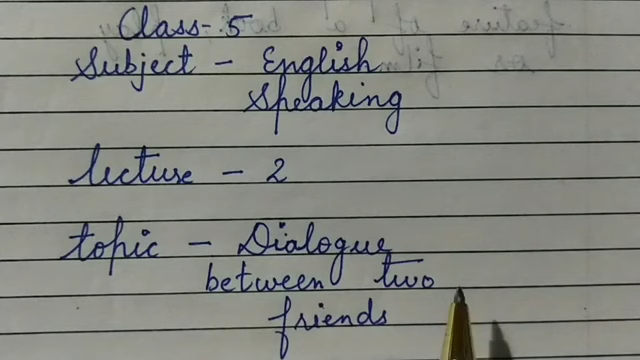 Class-5
Subject - English
Speaking
lecture - 2
topic - Dialogue
between two
friends